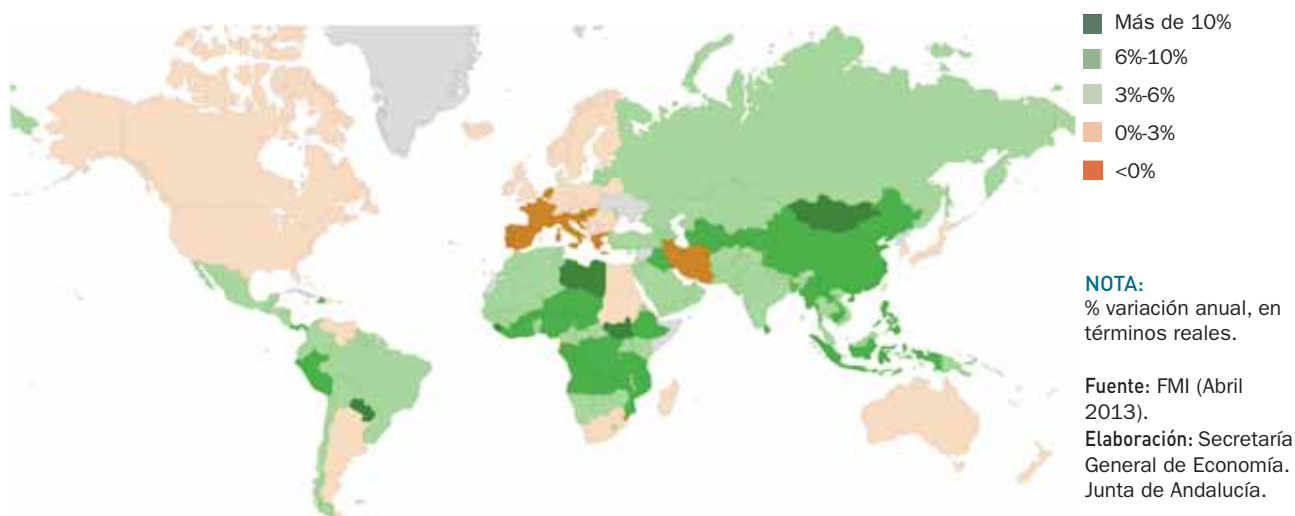 Más de 10%
6%-10%
3%-6%
0%-3%
<0%
NOTA:
% variación anual, en
términos reales.
Fuente: FMI (Abril
2013).
Elaboración: Secretaría
General de Economía.
Junta de Andalucía.